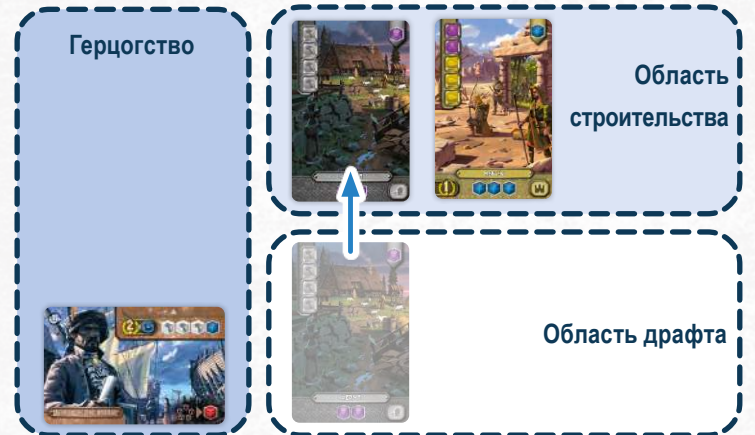 Герцогство
Область
строительства
Область драфта